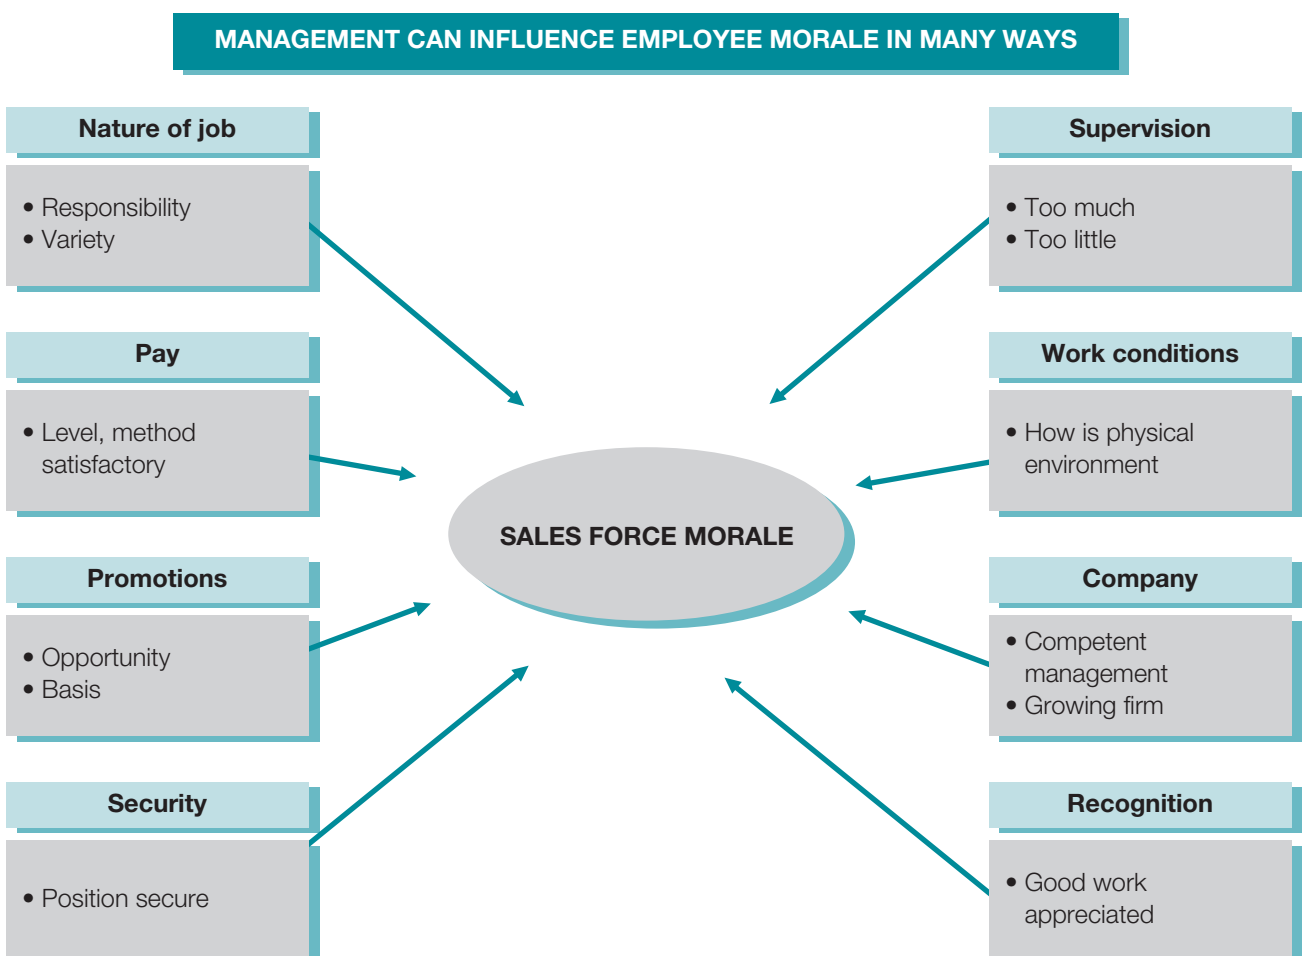 MANAGEMENT CAN INFLUENCE EMPLOYEE MORALE IN MANY WAYS
Nature of job
• Responsibility
• Variety
Pay
• Level, method
satisfactory
Promotions
• Opportunity
• Basis
Security
• Position secure
SALES FORCE MORALE
Supervision
• Too much
• Too little
Work conditions
• How is physical
environment
Company
• Competent
management
• Growing firm
Recognition
• Good work
appreciated